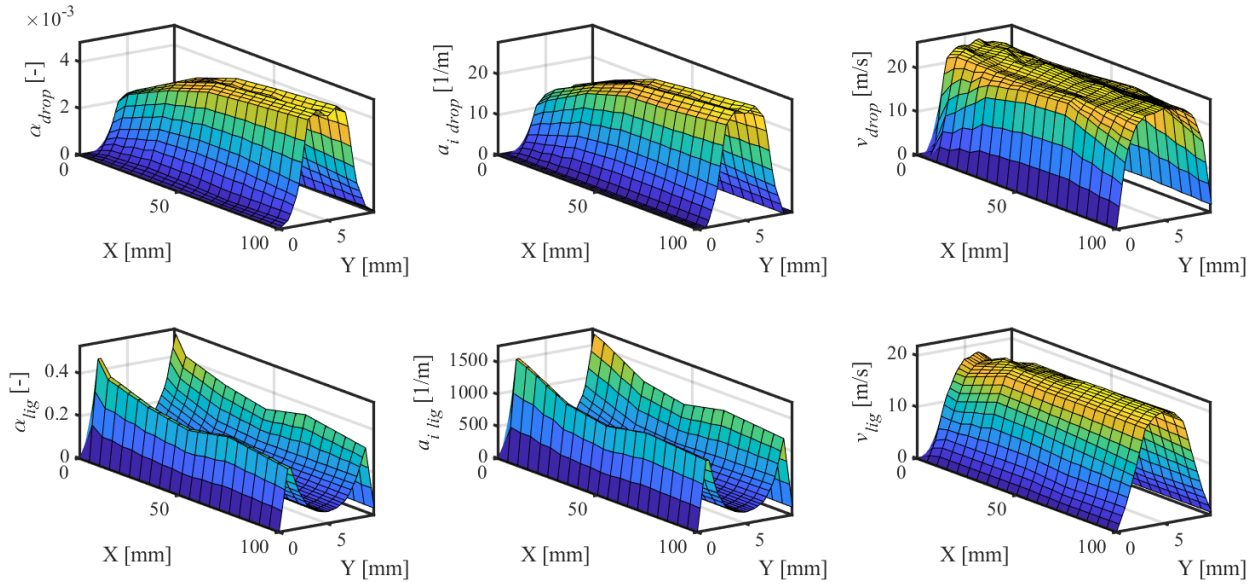 ×10⁻³
4
2
0
α_drop [-]
0
50
100
X [mm]
0
5
Y [mm]
20
10
0
a_i drop [1/m]
0
50
100
X [mm]
0
5
Y [mm]
20
10
0
v_drop [m/s]
0
50
100
X [mm]
0
5
Y [mm]
0.4
0.2
0
α_lig [-]
0
50
100
X [mm]
0
5
Y [mm]
1500
1000
500
0
a_i lig [1/m]
0
50
100
X [mm]
0
5
Y [mm]
20
10
0
v_lig [m/s]
0
50
100
X [mm]
0
5
Y [mm]